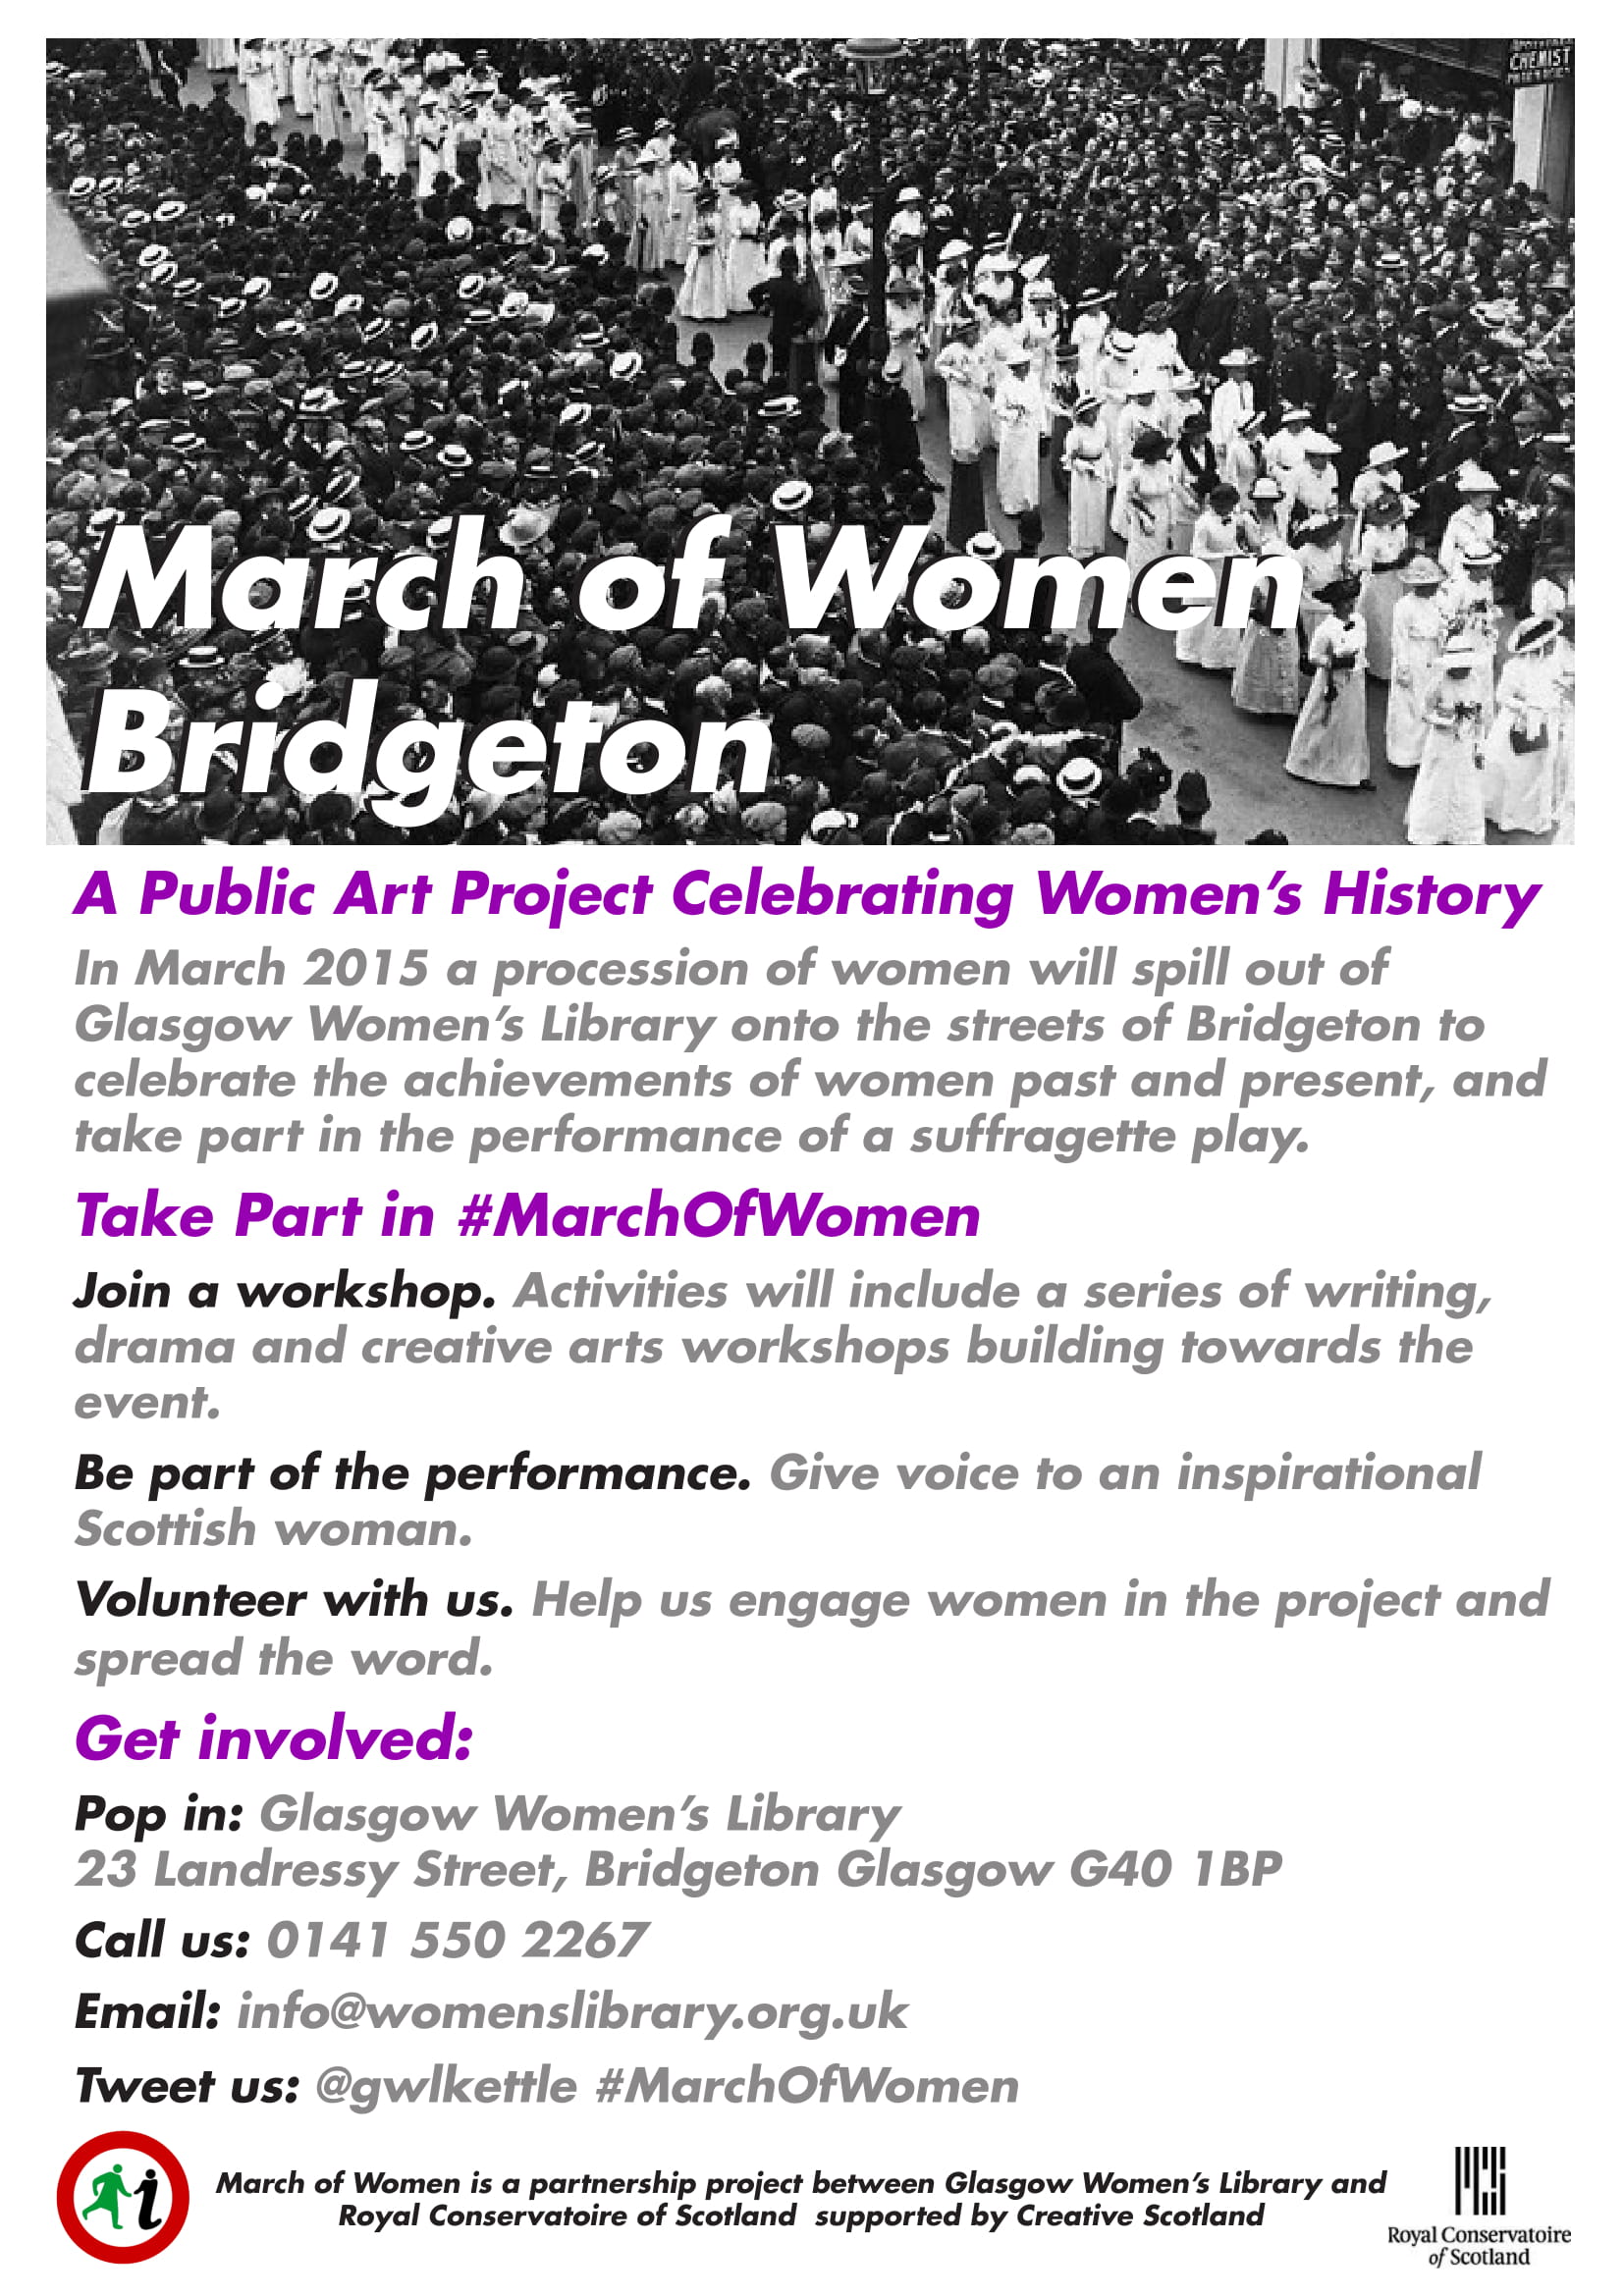 CHEMIST
March of Women
Bridgeton
A Public Art Project Celebrating Women’s History
In March 2015 a procession of women will spill out of
Glasgow Women’s Library onto the streets of Bridgeton to
celebrate the achievements of women past and present, and
take part in the performance of a suffragette play.
Take Part in #MarchOfWomen
Join a workshop. Activities will include a series of writing,
drama and creative arts workshops building towards the
event.
Be part of the performance. Give voice to an inspirational
Scottish woman.
Volunteer with us. Help us engage women in the project and
spread the word.
Get involved:
Pop in: Glasgow Women’s Library
23 Landressy Street, Bridgeton Glasgow G40 1BP
Call us: 0141 550 2267
Email: info@womenslibrary.org.uk
Tweet us: @gwlkettle #MarchOfWomen
March of Women is a partnership project between Glasgow Women’s Library and
Royal Conservatoire of Scotland supported by Creative Scotland
i
Royal Conservatoire
of Scotland